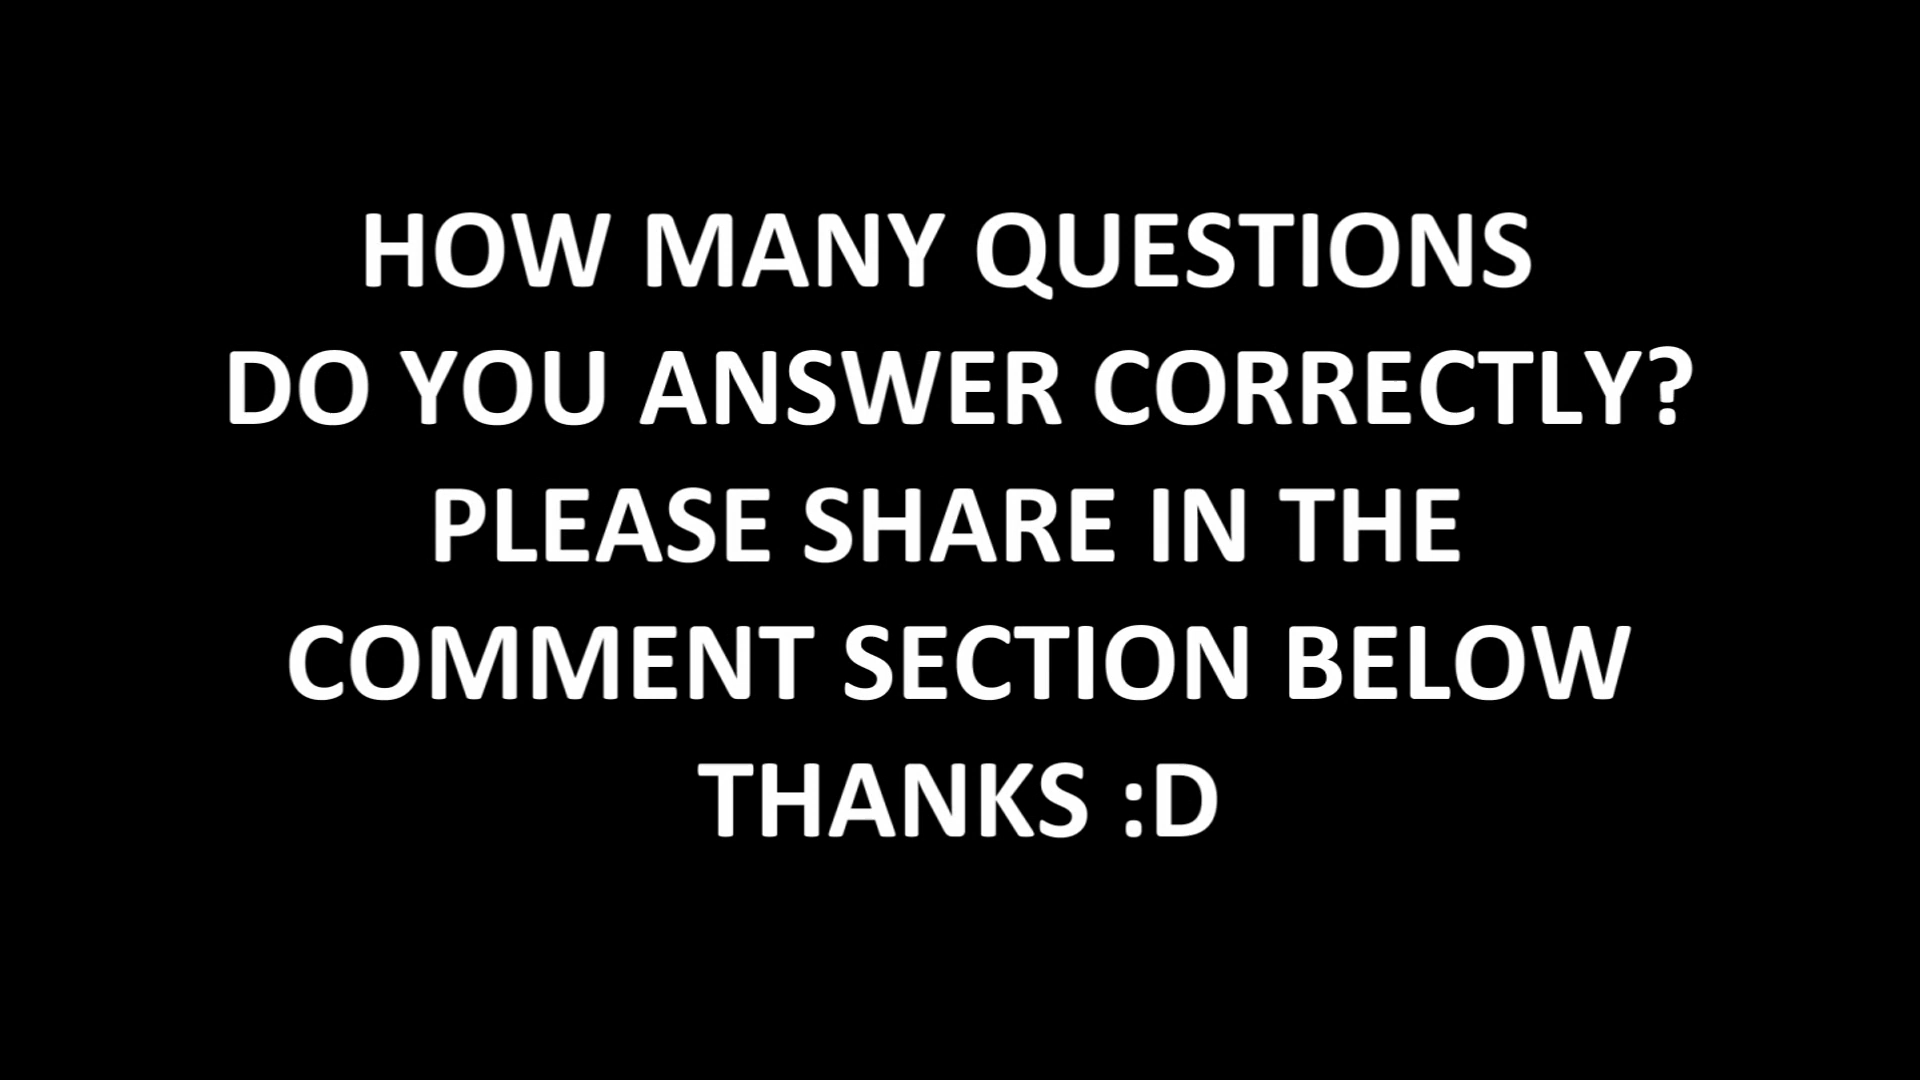 HOW MANY QUESTIONS
DO YOU ANSWER CORRECTLY?
PLEASE SHARE IN THE
COMMENT SECTION BELOW
THANKS :D